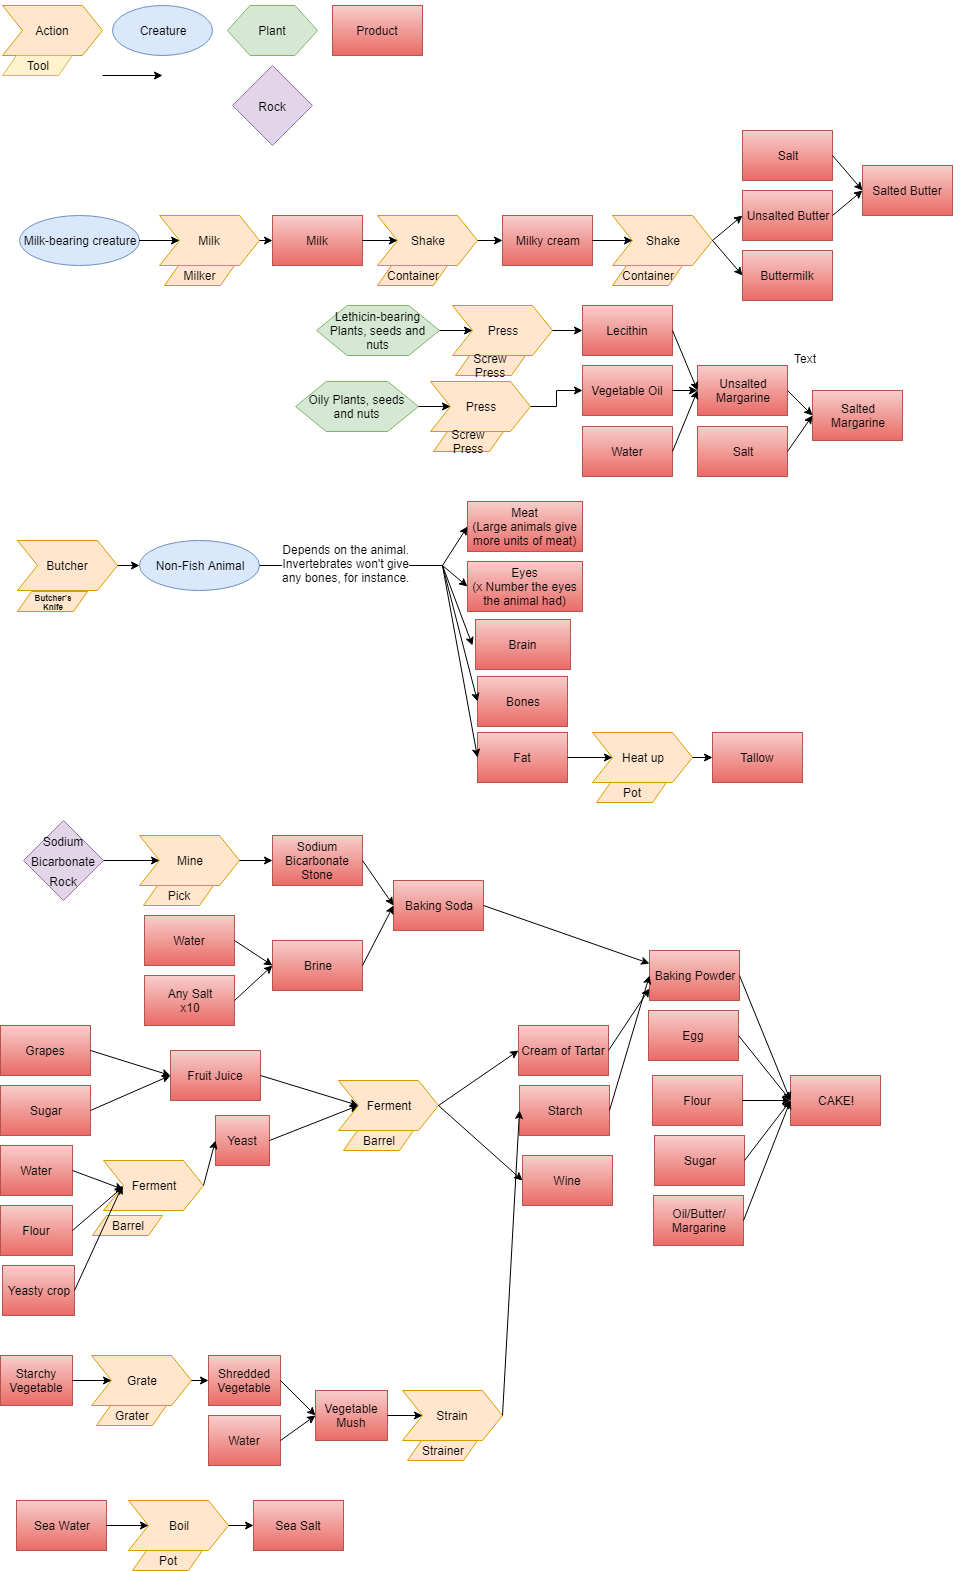 Action
Creature
Plant
Product
Tool
Rock
Salt
Salted Butter
Unsalted Butter
Milk-bearing creature
Milk
Milk
Shake
Milky cream
Shake
Milker
Container
Container
Buttermilk
Lethicin-bearing
Plants, seeds and
nuts
Press
Lecithin
Screw
Press
Text
Unsalted
Margarine
Vegetable Oil
Oily Plants, seeds
and nuts
Press
Salted
Margarine
Screw
Press
Water
Salt
Meat
(Large animals give
more units of meat)
Butcher
Non-Fish Animal
Depends on the animal.
Invertebrates won't give
any bones, for instance.
Butcher's
Knife
Eyes
(x Number the eyes
the animal had)
Brain
Bones
Fat
Heat up
Tallow
Pot
Sodium
Bicarbonate
Rock
Mine
Sodium
Bicarbonate
Stone
Pick
Baking Soda
Water
Brine
Any Salt
x10
Baking Powder
Grapes
Fruit Juice
Sugar
Cream of Tartar
Egg
Ferment
Starch
Flour
CAKE!
Barrel
Yeast
Water
Ferment
Wine
Sugar
Flour
Barrel
Oil/Butter/
Margarine
Yeasty crop
Starchy
Vegetable
Grate
Shredded
Vegetable
Grater
Vegetable
Mush
Strain
Water
Strainer
Sea Water
Boil
Sea Salt
Pot